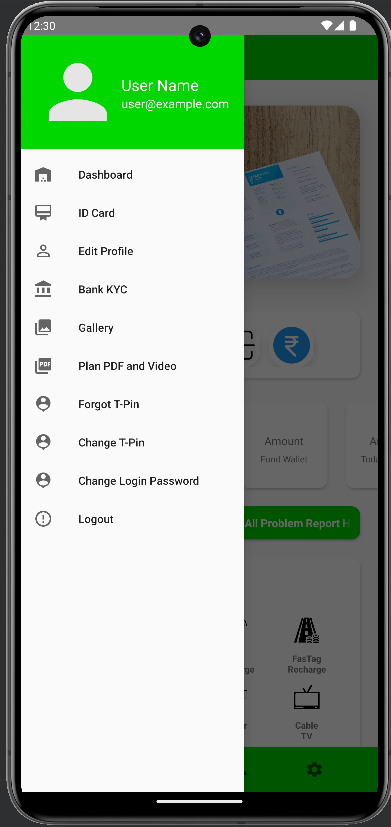 12:30
User Name
user@example.com
Dashboard
ID Card
Edit Profile
Bank KYC
Gallery
PDF
Plan PDF and Video
Forgot T-Pin
Change T-Pin
Change Login Password
Logout
Amount
Fund Wallet
All Problem Report H
FasTag
Recharge
Cable
TV